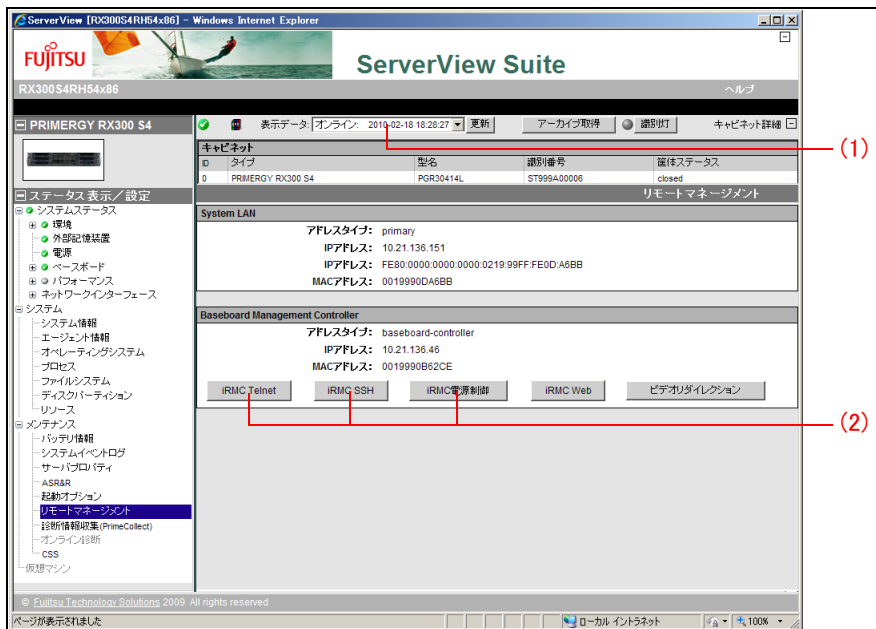 ServerView [RX300S4RH54x86] - Windows Internet Explorer
FUJITSU
ServerView Suite
RX300S4RH54x86
ヘルプ
PRIMERGY RX300 S4
表示データ: オンライン: 2010-02-18 18:28:27 更新 アーカイブ取得 識別灯 キャビネット詳細
(1)
キャビネット
ID タイプ 型名 識別番号 筐体ステータス
0 PRIMERGY RX300 S4 PGR30414L ST999A00006 closed
リモートマネージメント
ステータス表示／設定
システムステータス
環境
外部記憶装置
電源
ベースボード
パフォーマンス
ネットワークインターフェース
システム
システム情報
エージェント情報
オペレーティングシステム
プロセス
ファイルシステム
ディスクパーティション
リソース
メンテナンス
バッテリ情報
システムイベントログ
サーバプロパティ
ASR&R
起動オプション
リモートマネージメント
診断情報収集(PrimeCollect)
オンライン診断
CSS
仮想マシン
System LAN
アドレスタイプ: primary
IPアドレス: 10.21.136.151
IPアドレス: FE80:0000:0000:0000:0219:99FF:FE0D:A6BB
MACアドレス: 0019990DA6BB
Baseboard Management Controller
アドレスタイプ: baseboard-controller
IPアドレス: 10.21.136.46
MACアドレス: 0019990B62CE
iRMC Telnet iRMC SSH iRMC電源制御 iRMC Web ビデオリダイレクション
(2)
© Fujitsu Technology Solutions 2009 All rights reserved
ページが表示されました ローカル イントラネット 100%